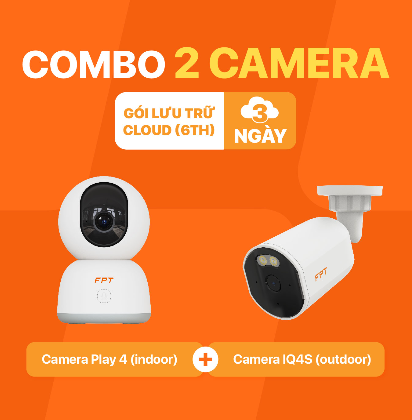 COMBO 2 CAMERA
GÓI LƯU TRỮ
CLOUD (6TH)
3
NGÀY
FPT
FPT
Camera Play 4 (indoor) + Camera IQ4S (outdoor)